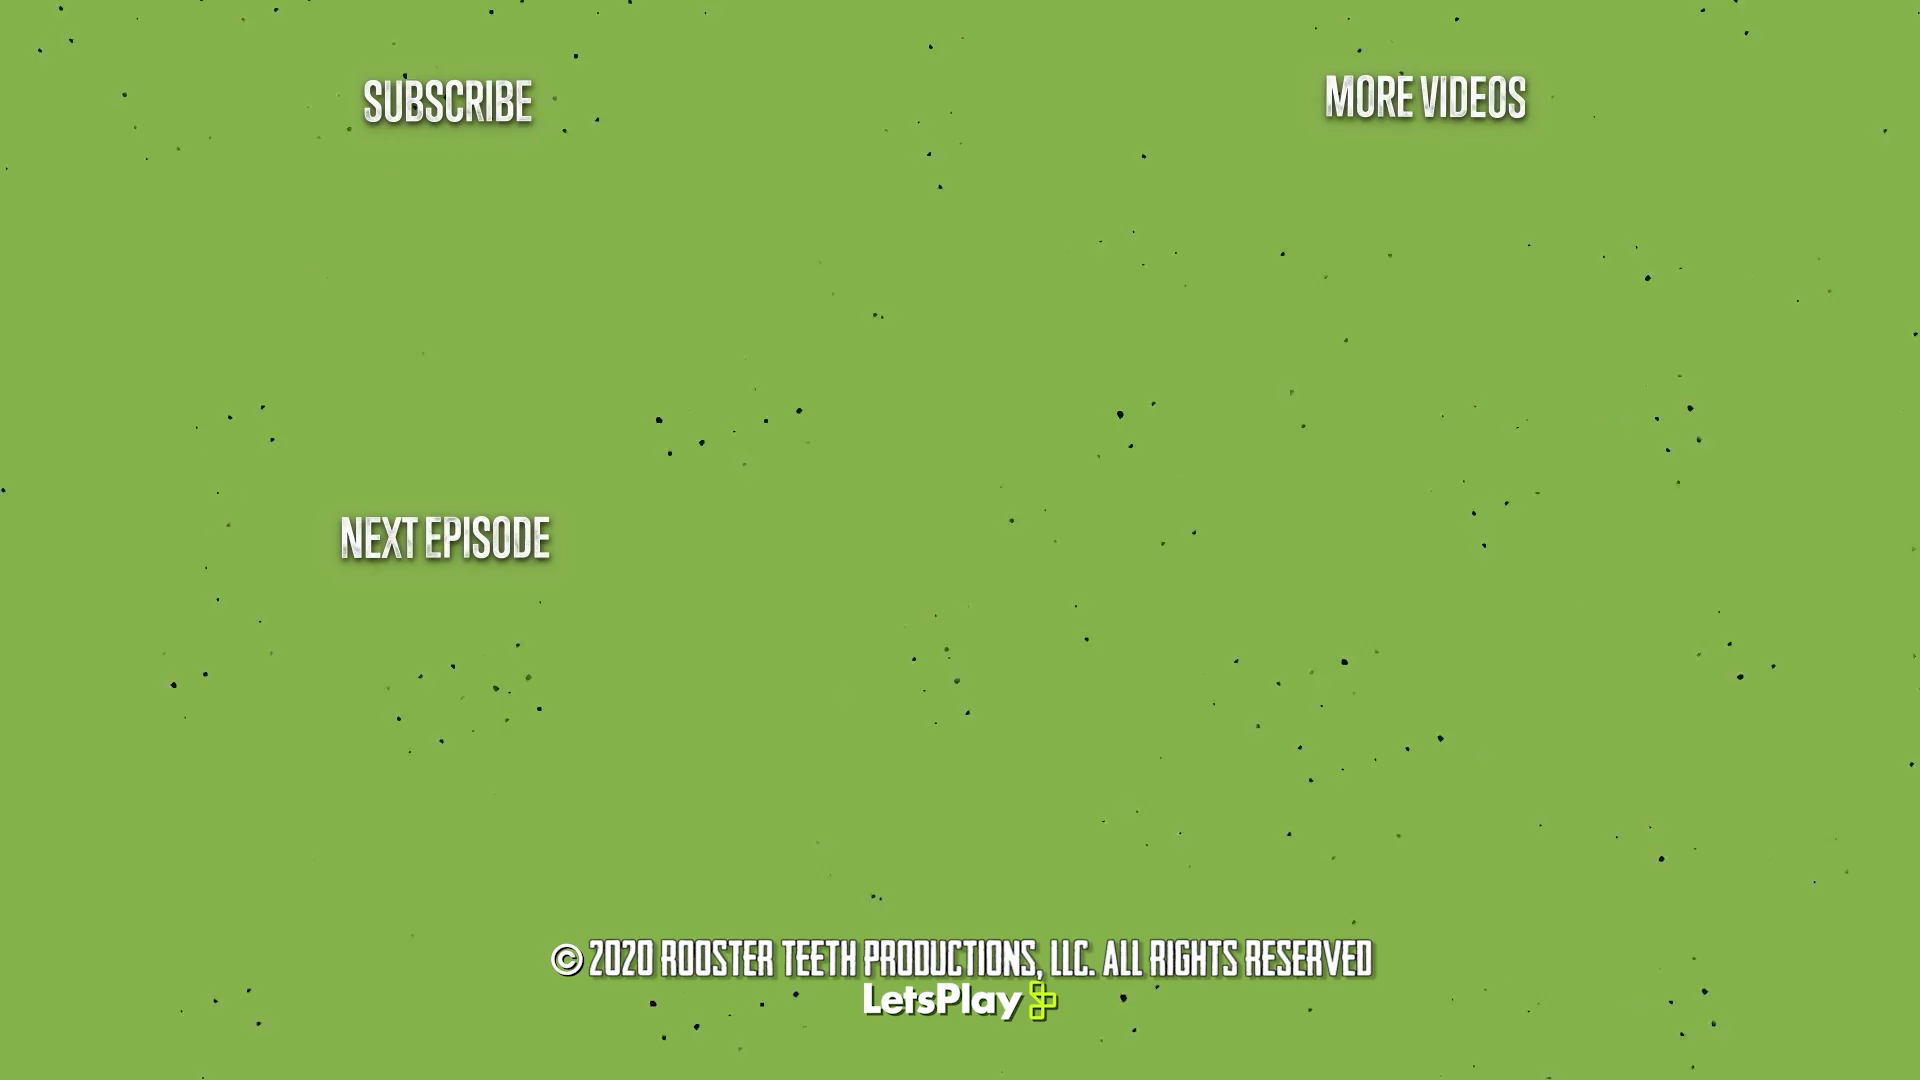 SUBSCRIBE
MORE VIDEOS
NEXT EPISODE
© 2020 ROOSTER TEETH PRODUCTIONS, LLC. ALL RIGHTS RESERVED
LetsPlay